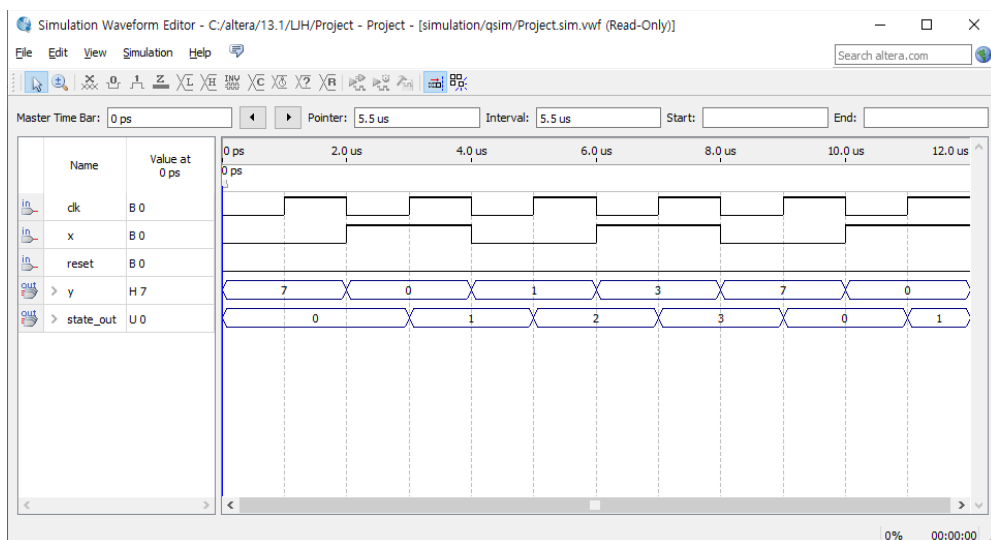 Simulation Waveform Editor - C:/altera/13.1/LJH/Project - Project - [simulation/qsim/Project.sim.vwf (Read-Only)]
File Edit View Simulation Help
Search altera.com
Master Time Bar: 0 ps Pointer: 5.5 us Interval: 5.5 us Start: End:
Name Value at 0 ps
0 ps 2.0 us 4.0 us 6.0 us 8.0 us 10.0 us 12.0 us
0 ps
in clk B 0
in x B 0
in reset B 0
out > y H 7 7 0 1 3 7 0
out > state_out U 0 0 1 2 3 0 1
0% 00:00:00